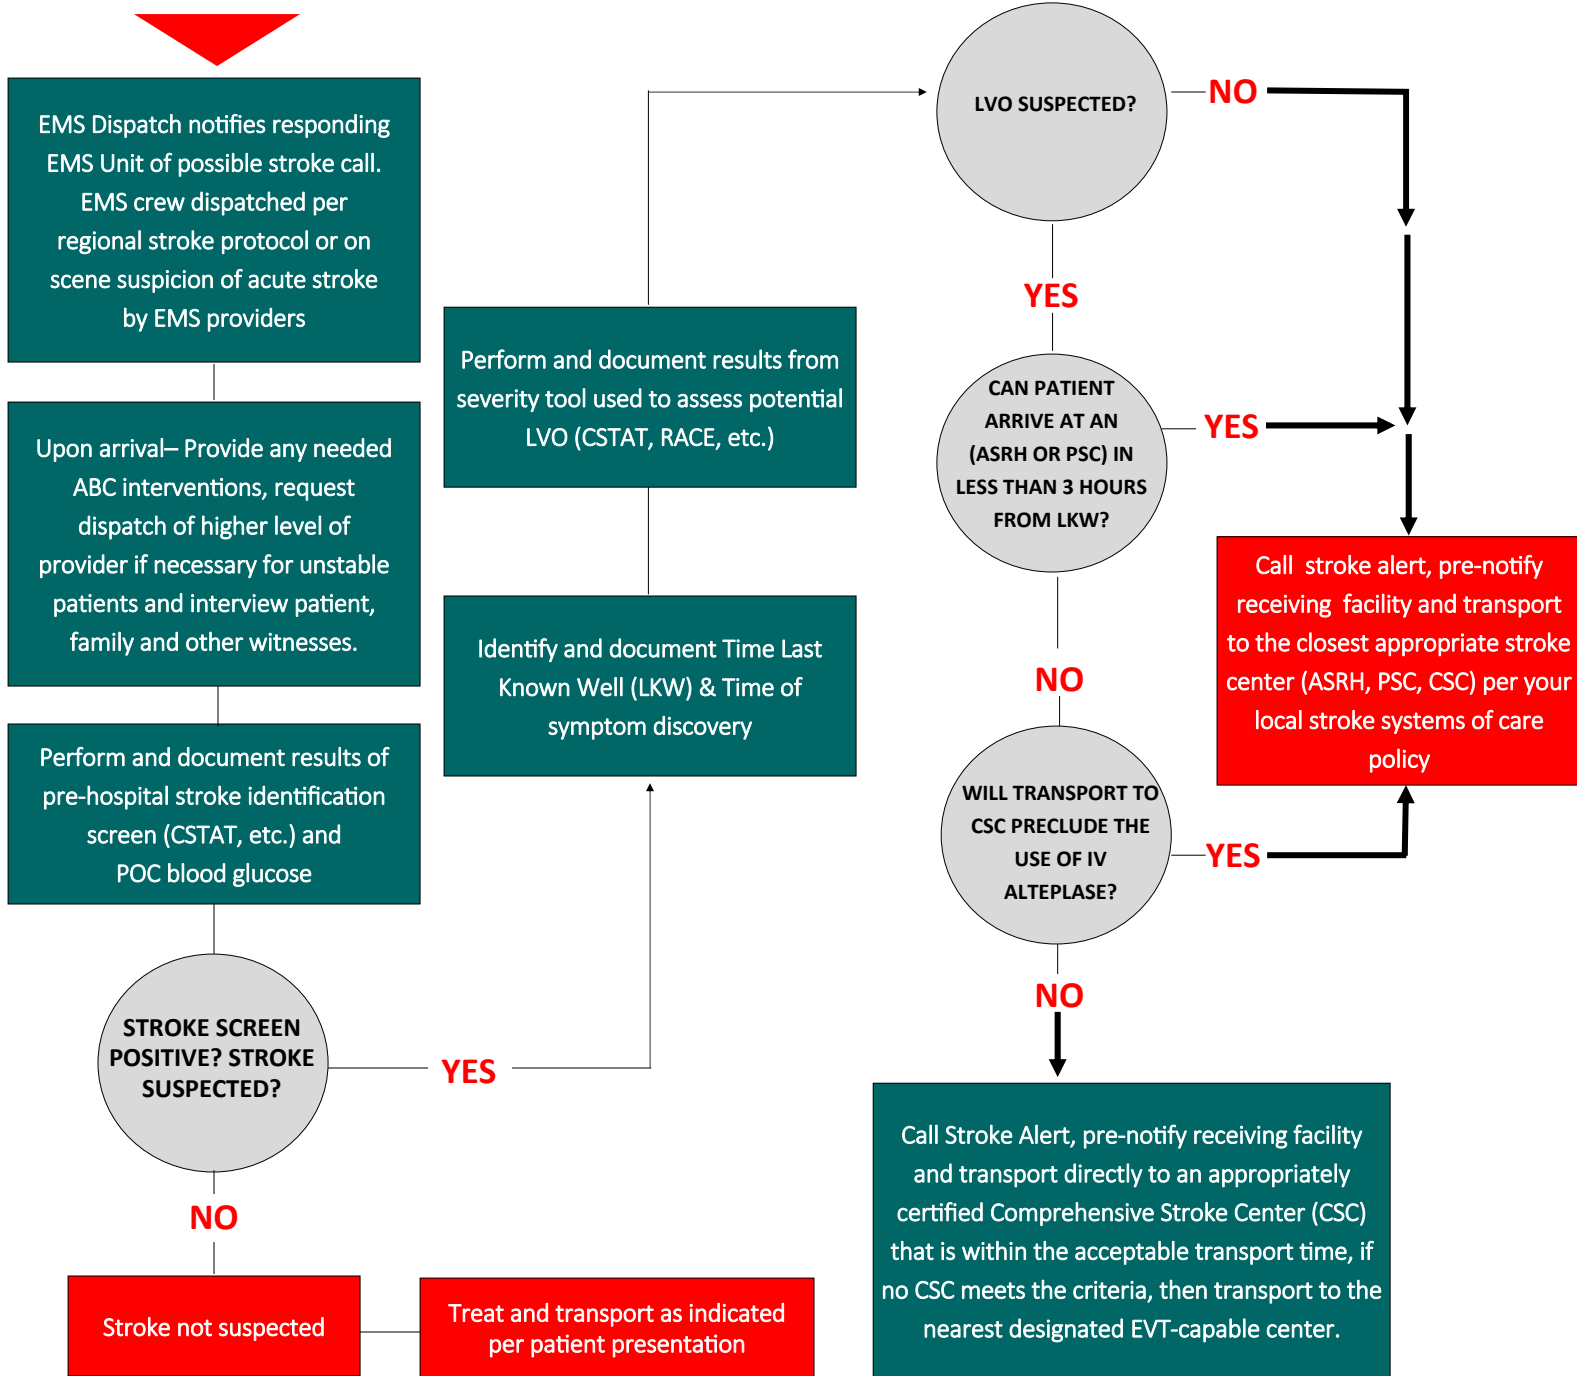 EMS Dispatch notifies responding
EMS Unit of possible stroke call.
EMS crew dispatched per
regional stroke protocol or on
scene suspicion of acute stroke
by EMS providers
Upon arrival– Provide any needed
ABC interventions, request
dispatch of higher level of
provider if necessary for unstable
patients and interview patient,
family and other witnesses.
Perform and document results of
pre-hospital stroke identification
screen (CSTAT, etc.) and
POC blood glucose
STROKE SCREEN
POSITIVE? STROKE
SUSPECTED?
YES
NO
Stroke not suspected
Treat and transport as indicated
per patient presentation
Identify and document Time Last
Known Well (LKW) & Time of
symptom discovery
Perform and document results from
severity tool used to assess potential
LVO (CSTAT, RACE, etc.)
LVO SUSPECTED?
NO
YES
CAN PATIENT
ARRIVE AT AN
(ASRH OR PSC) IN
LESS THAN 3 HOURS
FROM LKW?
YES
NO
WILL TRANSPORT TO
CSC PRECLUDE THE
USE OF IV
ALTEPLASE?
YES
NO
Call stroke alert, pre-notify
receiving facility and transport
to the closest appropriate stroke
center (ASRH, PSC, CSC) per your
local stroke systems of care
policy
Call Stroke Alert, pre-notify receiving facility
and transport directly to an appropriately
certified Comprehensive Stroke Center (CSC)
that is within the acceptable transport time, if
no CSC meets the criteria, then transport to the
nearest designated EVT-capable center.